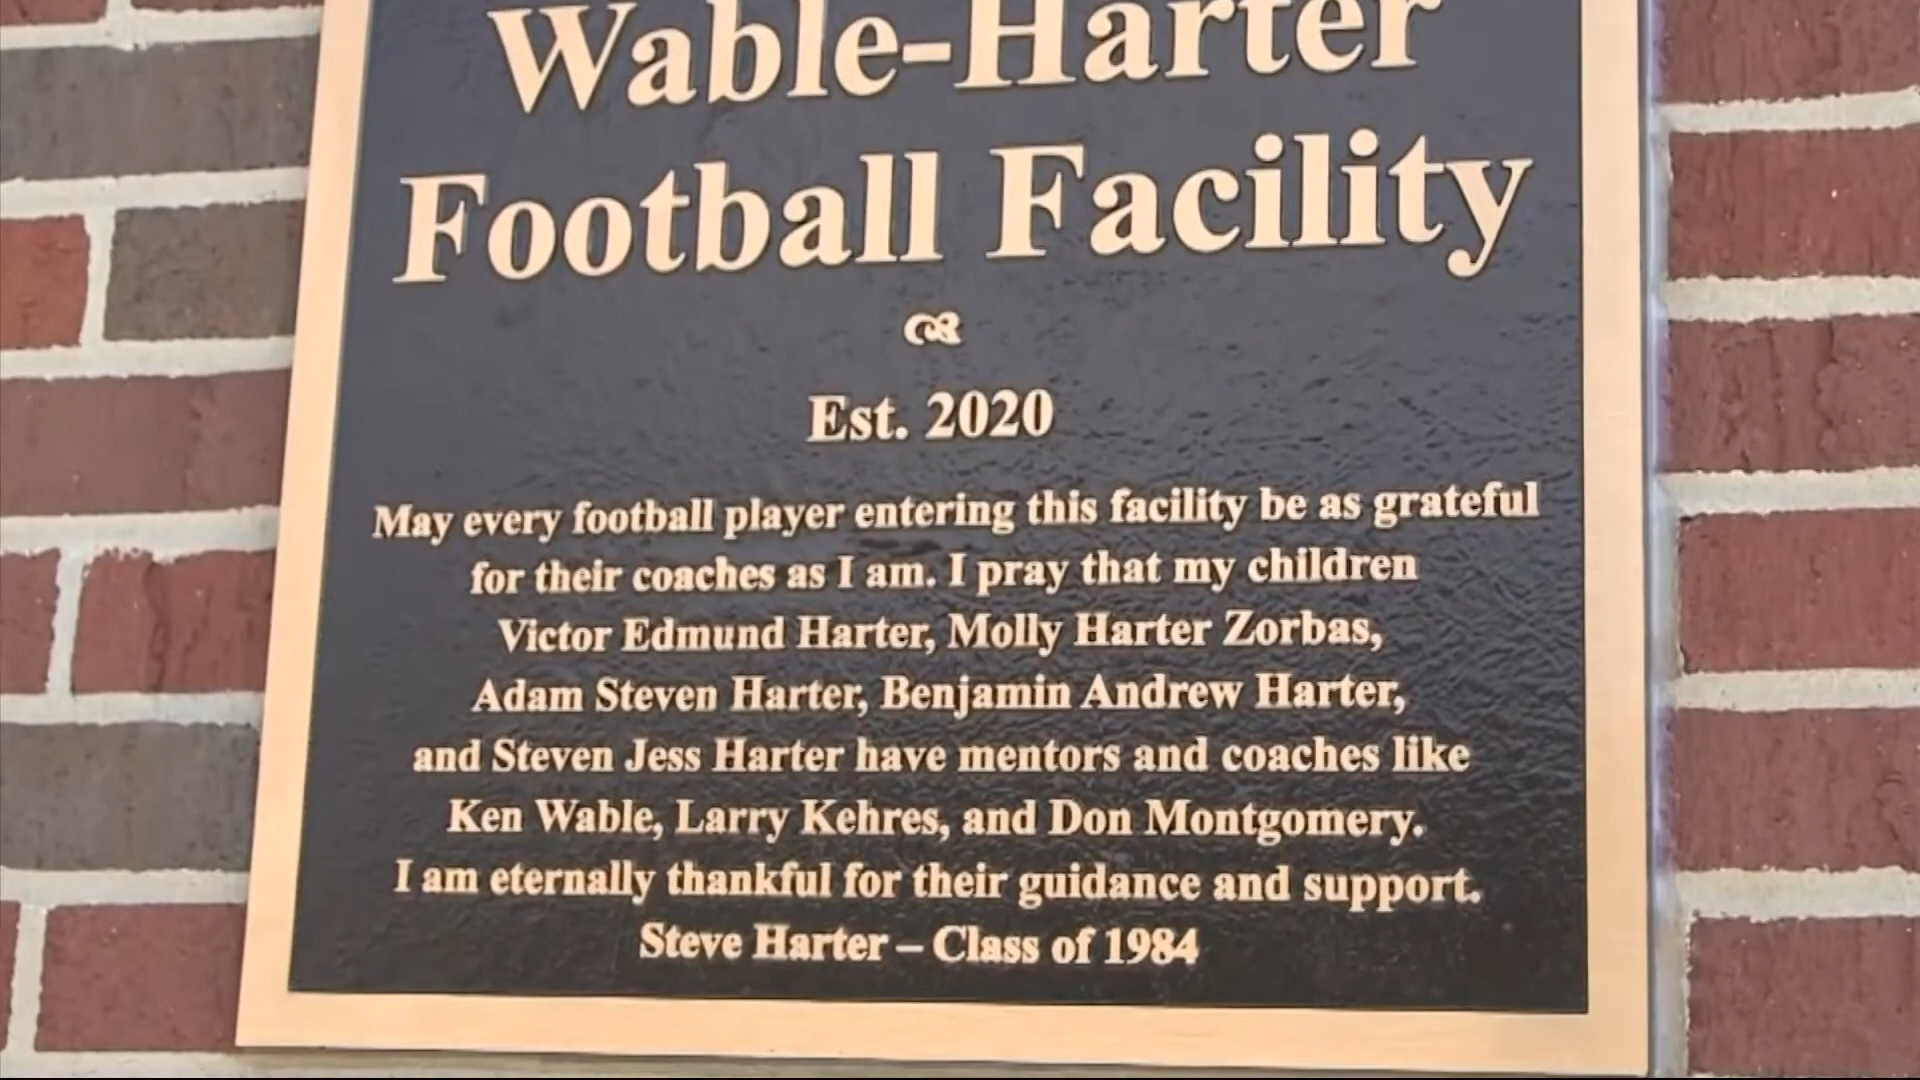 Wable-Harter
Football Facility
Est. 2020
May every football player entering this facility be as grateful
for their coaches as I am. I pray that my children
Victor Edmund Harter, Molly Harter Zorbas,
Adam Steven Harter, Benjamin Andrew Harter,
and Steven Jess Harter have mentors and coaches like
Ken Wable, Larry Kehres, and Don Montgomery.
I am eternally thankful for their guidance and support.
Steve Harter – Class of 1984